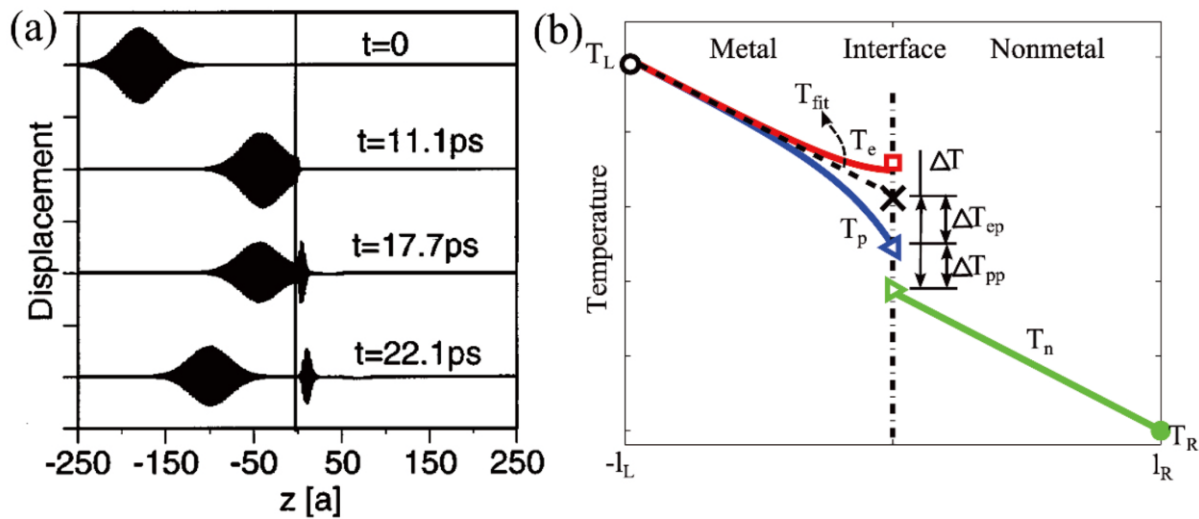 (a)
t=0
t=11.1ps
t=17.7ps
t=22.1ps
Displacement
-250 -150 -50 50 150 250
z [a]
(b)
Metal Interface Nonmetal
T_L
T_fit
T_e
ΔT
ΔT_ep
T_p
ΔT_pp
T_n
T_R
Temperature
-l_L l_R